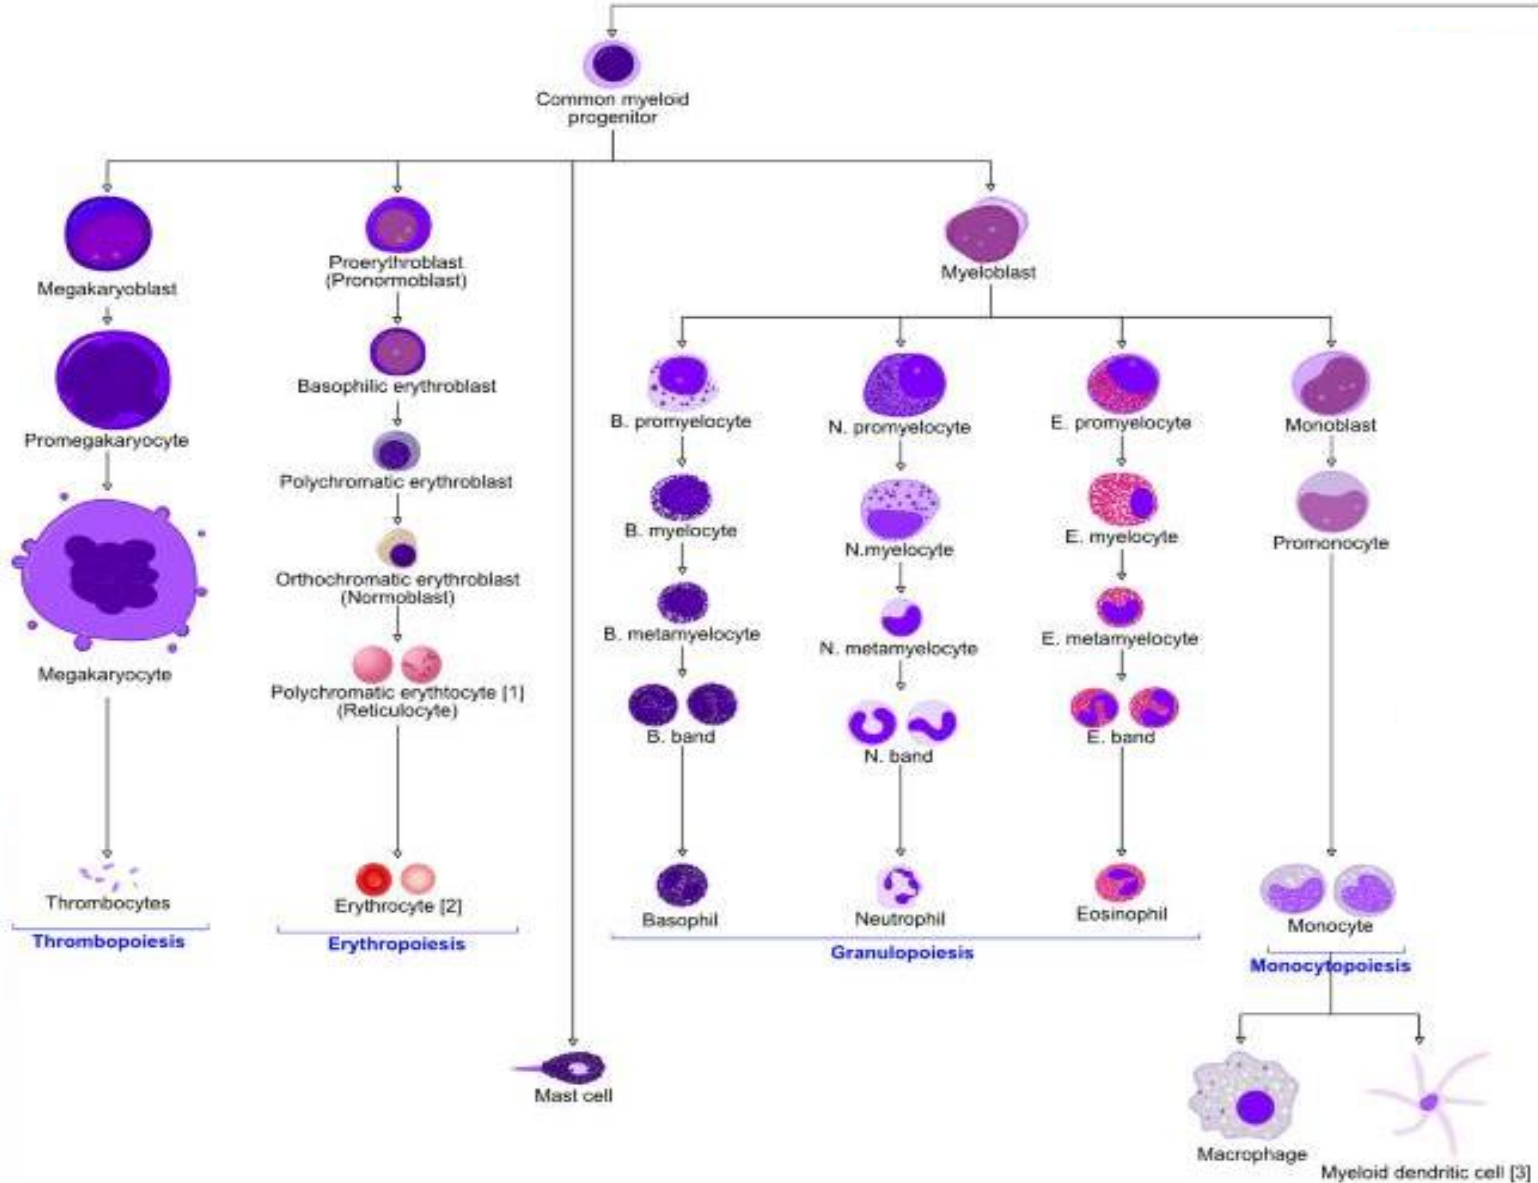 Common myeloid
progenitor
Megakaryoblast
Promegakaryocyte
Megakaryocyte
Thrombocytes
Thrombopoiesis
Proerythroblast
(Pronormoblast)
Basophilic erythroblast
Polychromatic erythroblast
Orthochromatic erythroblast
(Normoblast)
Polychromatic erythtocyte [1]
(Reticulocyte)
Erythrocyte [2]
Erythropoiesis
Mast cell
Myeloblast
B. promyelocyte
B. myelocyte
B. metamyelocyte
B. band
Basophil
N. promyelocyte
N.myelocyte
N. metamyelocyte
N. band
Neutrophil
E. promyelocyte
E. myelocyte
E. metamyelocyte
E. band
Eosinophil
Granulopoiesis
Monoblast
Promonocyte
Monocyte
Monocytopoiesis
Macrophage
Myeloid dendritic cell [3]